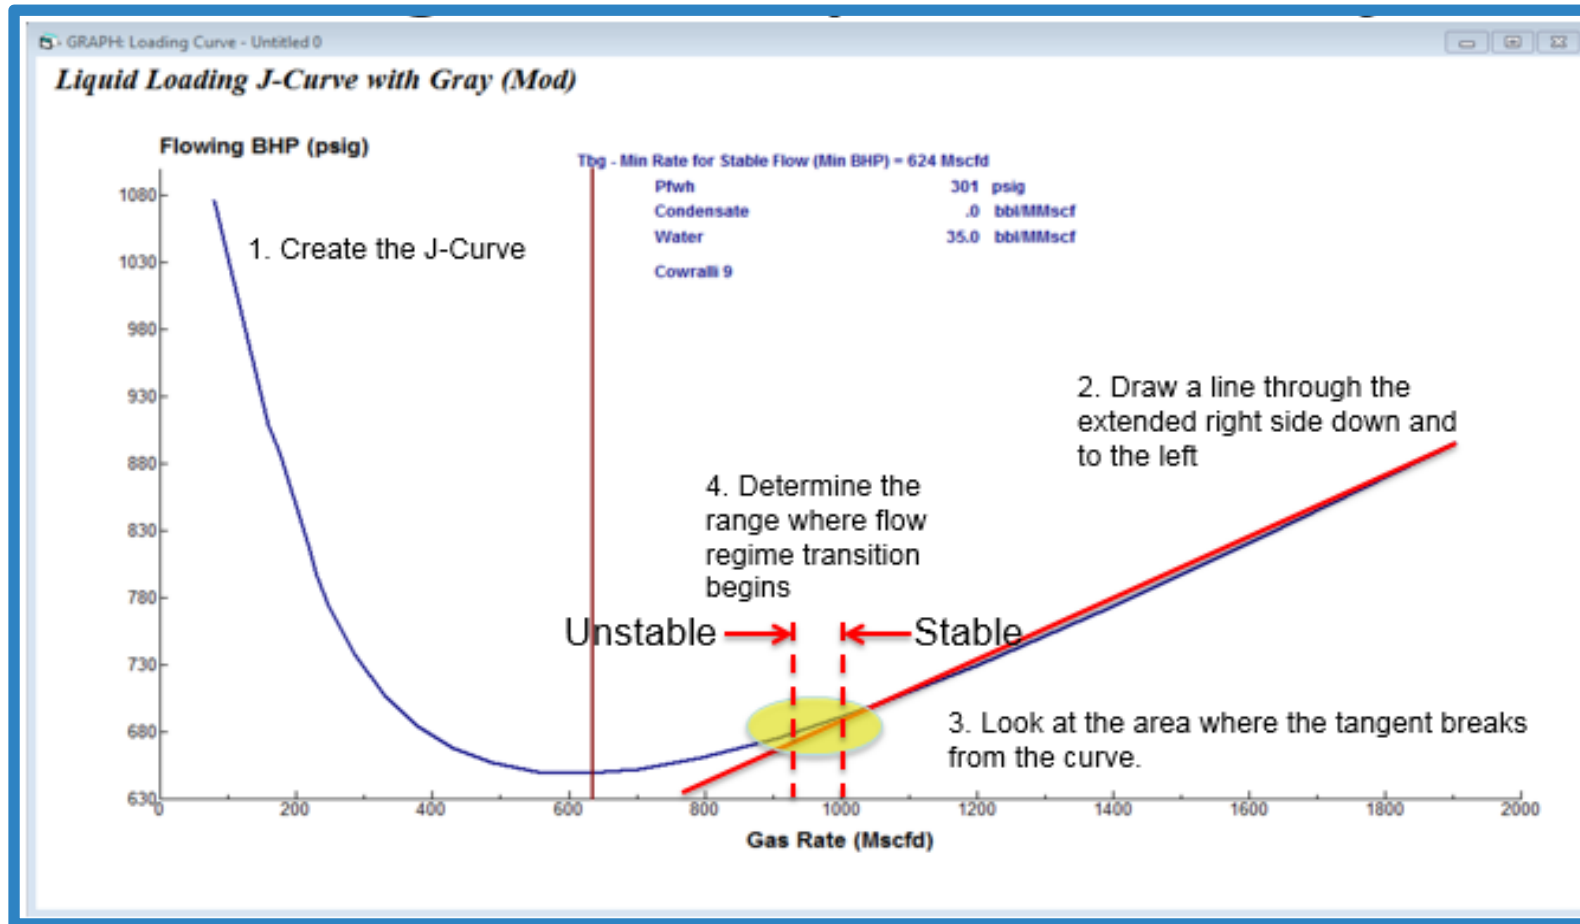 GRAPH: Loading Curve - Untitled 0
Liquid Loading J-Curve with Gray (Mod)
Flowing BHP (psig)
Tbg - Min Rate for Stable Flow (Min BHP) = 624 Mscfd
Pfwh 301 psig
Condensate .0 bbl/MMscf
Water 35.0 bbl/MMscf
Cowralli 9
1. Create the J-Curve
2. Draw a line through the
extended right side down and
to the left
4. Determine the
range where flow
regime transition
begins
Unstable
Stable
3. Look at the area where the tangent breaks
from the curve.
1080
1030
980
930
880
830
780
730
680
630
0 200 400 600 800 1000 1200 1400 1600 1800 2000
Gas Rate (Mscfd)